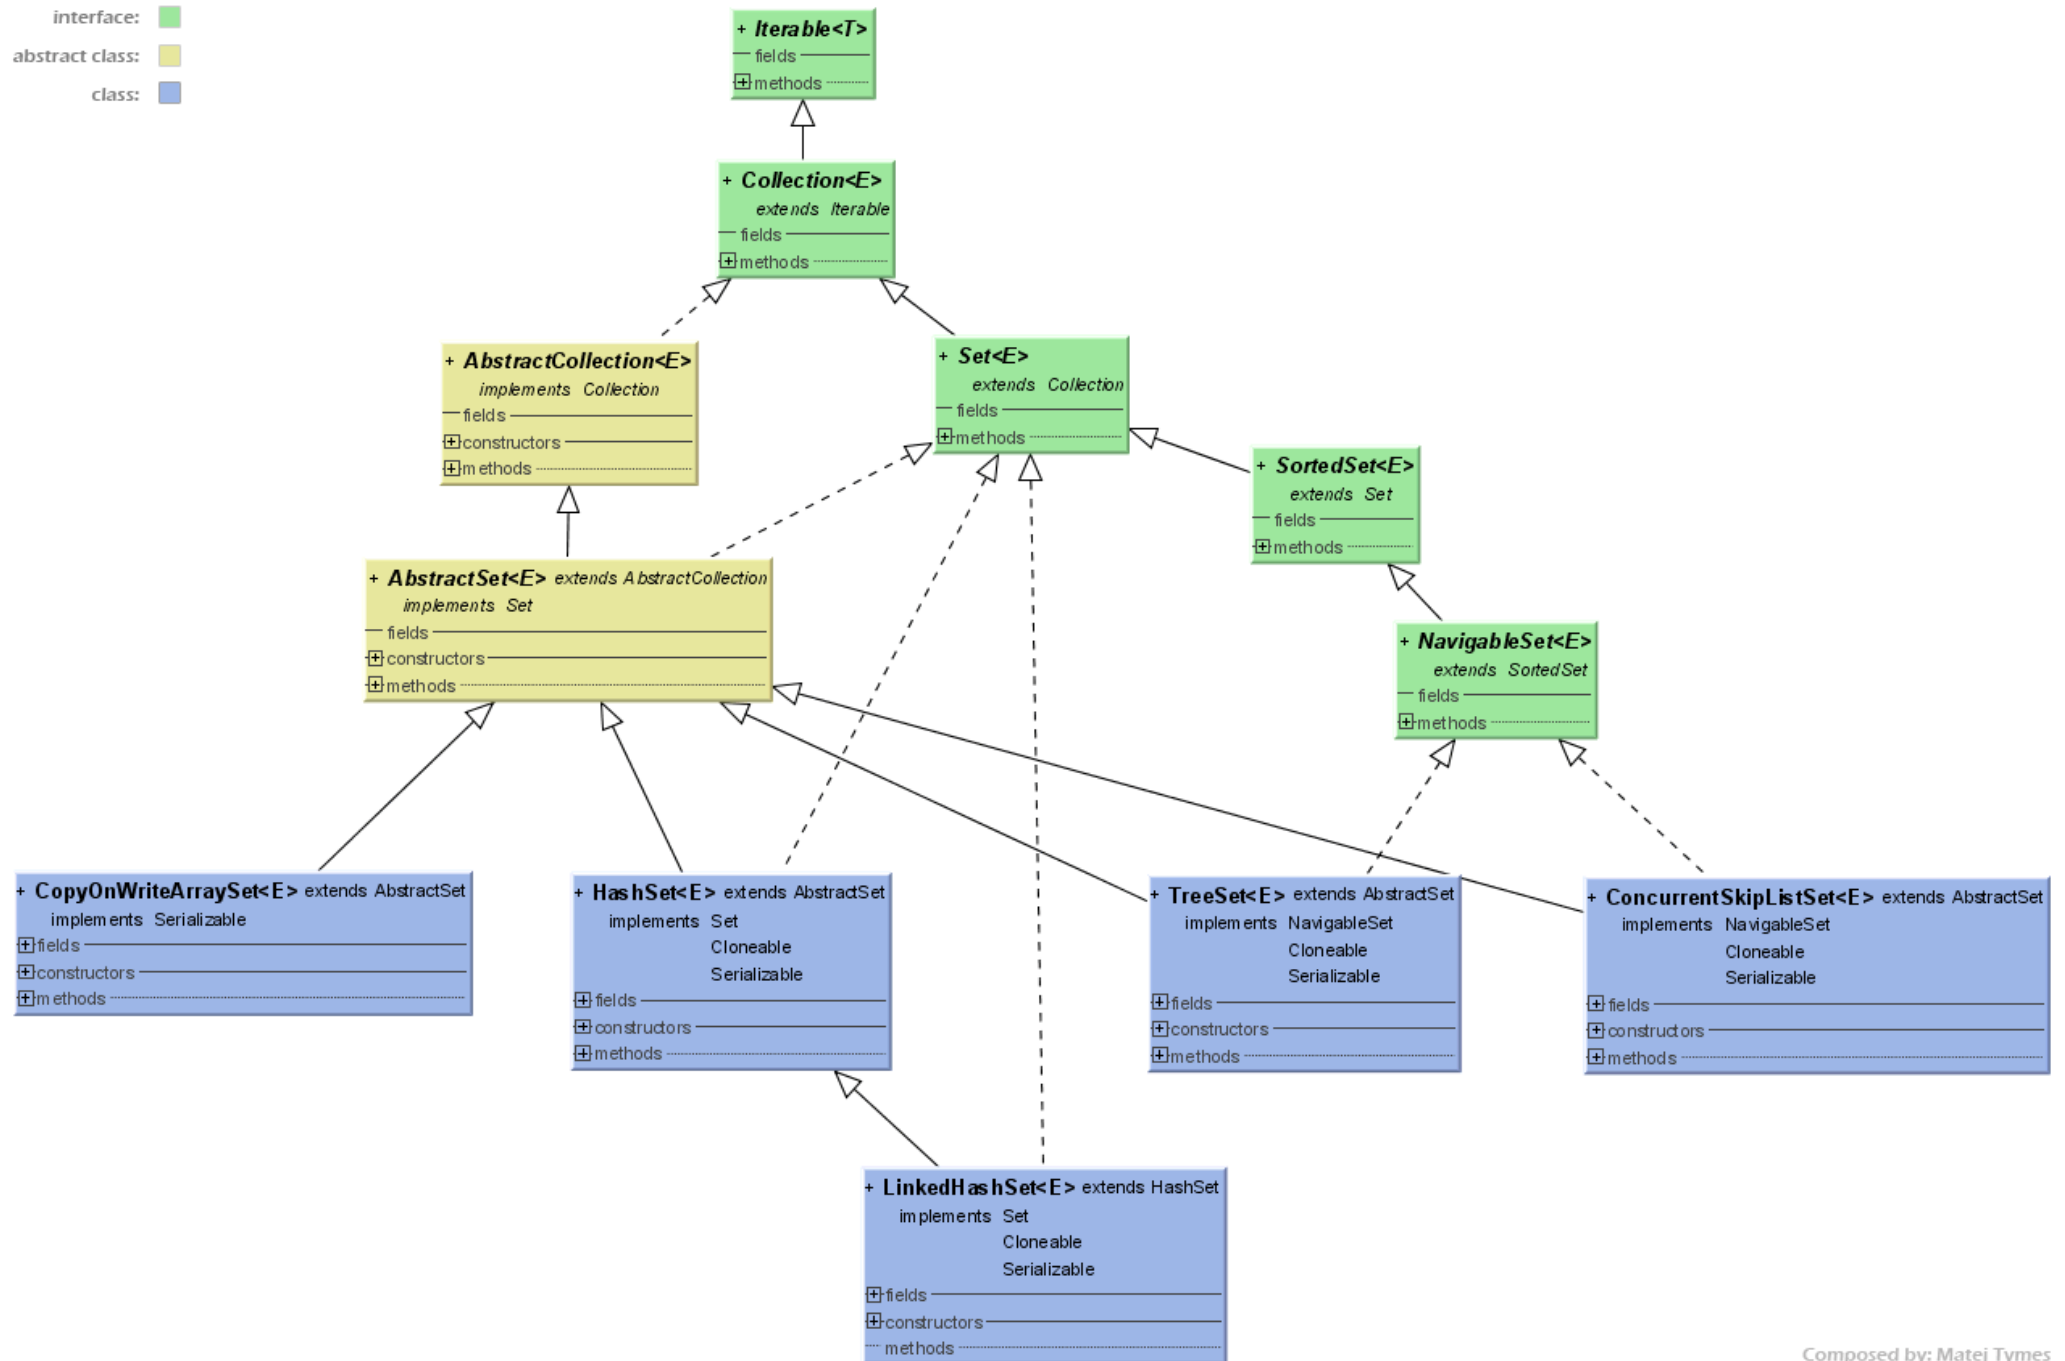 interface:
abstract class:
class:
+ Iterable<T>
fields
+ methods
+ Collection<E>
extends Iterable
fields
+ methods
+ AbstractCollection<E>
implements Collection
fields
+ constructors
+ methods
+ Set<E>
extends Collection
fields
+ methods
+ SortedSet<E>
extends Set
fields
+ methods
+ AbstractSet<E> extends AbstractCollection
implements Set
fields
+ constructors
+ methods
+ NavigableSet<E>
extends SortedSet
fields
+ methods
+ CopyOnWriteArraySet<E> extends AbstractSet
implements Serializable
+ fields
+ constructors
+ methods
+ HashSet<E> extends AbstractSet
implements Set
Cloneable
Serializable
+ fields
+ constructors
+ methods
+ TreeSet<E> extends AbstractSet
implements NavigableSet
Cloneable
Serializable
+ fields
+ constructors
+ methods
+ ConcurrentSkipListSet<E> extends AbstractSet
implements NavigableSet
Cloneable
Serializable
+ fields
+ constructors
+ methods
+ LinkedHashSet<E> extends HashSet
implements Set
Cloneable
Serializable
+ fields
+ constructors
methods
Composed by: Matej Tymes